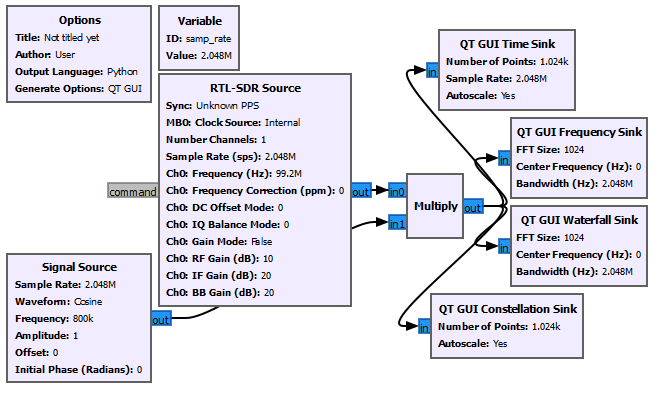 Options
Title: Not titled yet
Author: User
Output Language: Python
Generate Options: QT GUI
Variable
ID: samp_rate
Value: 2.048M
RTL-SDR Source
Sync: Unknown PPS
MB0: Clock Source: Internal
Number Channels: 1
Sample Rate (sps): 2.048M
Ch0: Frequency (Hz): 99.2M
Ch0: Frequency Correction (ppm): 0
Ch0: DC Offset Mode: 0
Ch0: IQ Balance Mode: 0
Ch0: Gain Mode: False
Ch0: RF Gain (dB): 10
Ch0: IF Gain (dB): 20
Ch0: BB Gain (dB): 20
command
out
Signal Source
Sample Rate: 2.048M
Waveform: Cosine
Frequency: 800k
Amplitude: 1
Offset: 0
Initial Phase (Radians): 0
out
in0
in1
Multiply
out
QT GUI Time Sink
Number of Points: 1.024k
Sample Rate: 2.048M
Autoscale: Yes
in
QT GUI Frequency Sink
FFT Size: 1024
Center Frequency (Hz): 0
Bandwidth (Hz): 2.048M
in
QT GUI Waterfall Sink
FFT Size: 1024
Center Frequency (Hz): 0
Bandwidth (Hz): 2.048M
in
QT GUI Constellation Sink
Number of Points: 1.024k
Autoscale: Yes
in